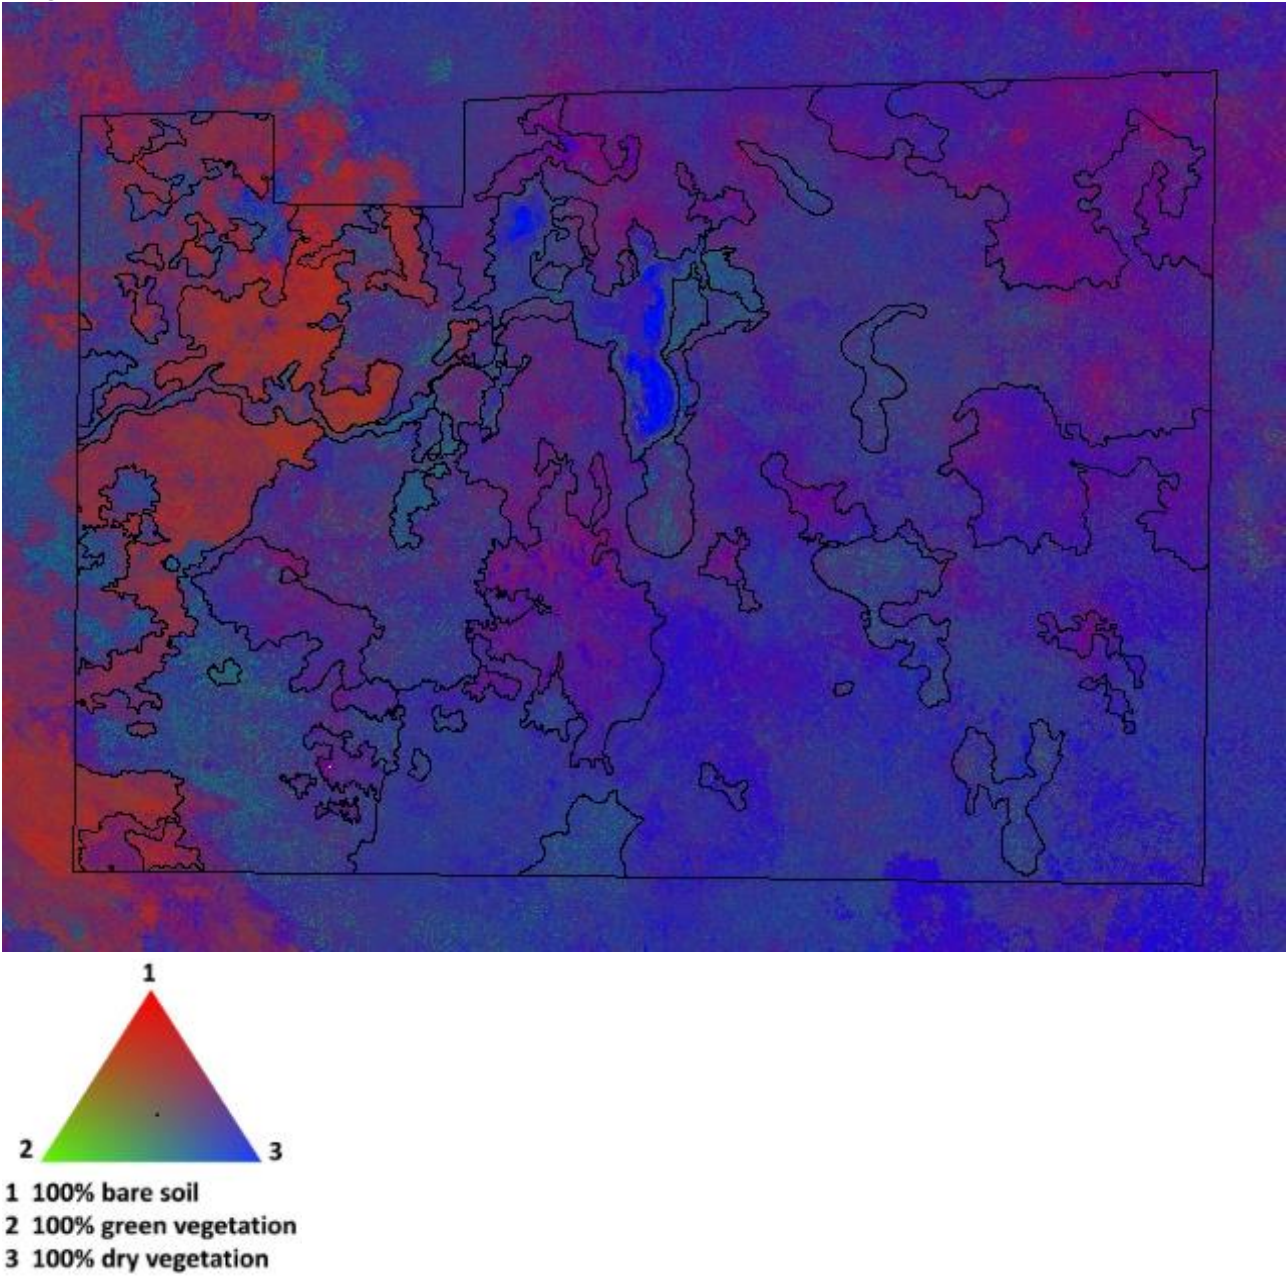 1
2 3
1 100% bare soil
2 100% green vegetation
3 100% dry vegetation